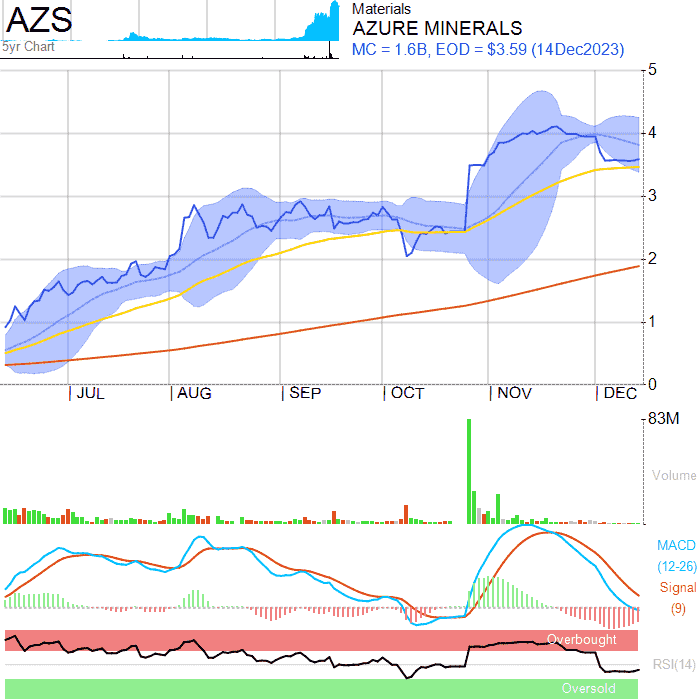 AZS
5yr Chart
Materials
AZURE MINERALS
MC = 1.6B, EOD = $3.59 (14Dec2023)
5
4
3
2
1
0
JUL AUG SEP OCT NOV DEC
83M
Volume
MACD
(12-26)
Signal
(9)
Overbought
RSI(14)
Oversold